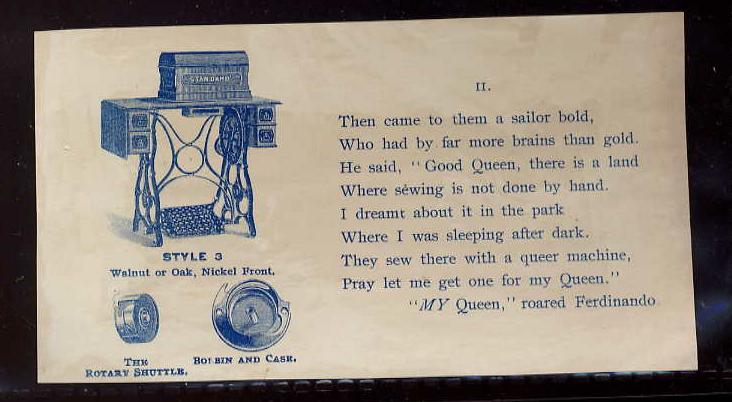 STANDARD
STYLE 3
Walnut or Oak, Nickel Front.
THE
ROTARY SHUTTLE.
BOBBIN AND CASE.
II.
Then came to them a sailor bold,
Who had by far more brains than gold.
He said, "Good Queen, there is a land
Where sewing is not done by hand.
I dreamt about it in the park
Where I was sleeping after dark.
They sew there with a queer machine,
Pray let me get one for my Queen."
"MY Queen," roared Ferdinando